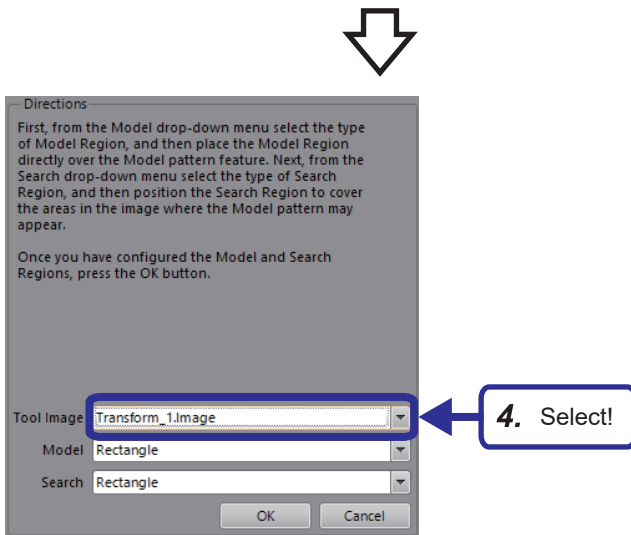 Directions
First, from the Model drop-down menu select the type
of Model Region, and then place the Model Region
directly over the Model pattern feature. Next, from the
Search drop-down menu select the type of Search
Region, and then position the Search Region to cover
the areas in the image where the Model pattern may
appear.
Once you have configured the Model and Search
Regions, press the OK button.
Tool Image Transform_1.Image
4. Select!
Model Rectangle
Search Rectangle
OK Cancel